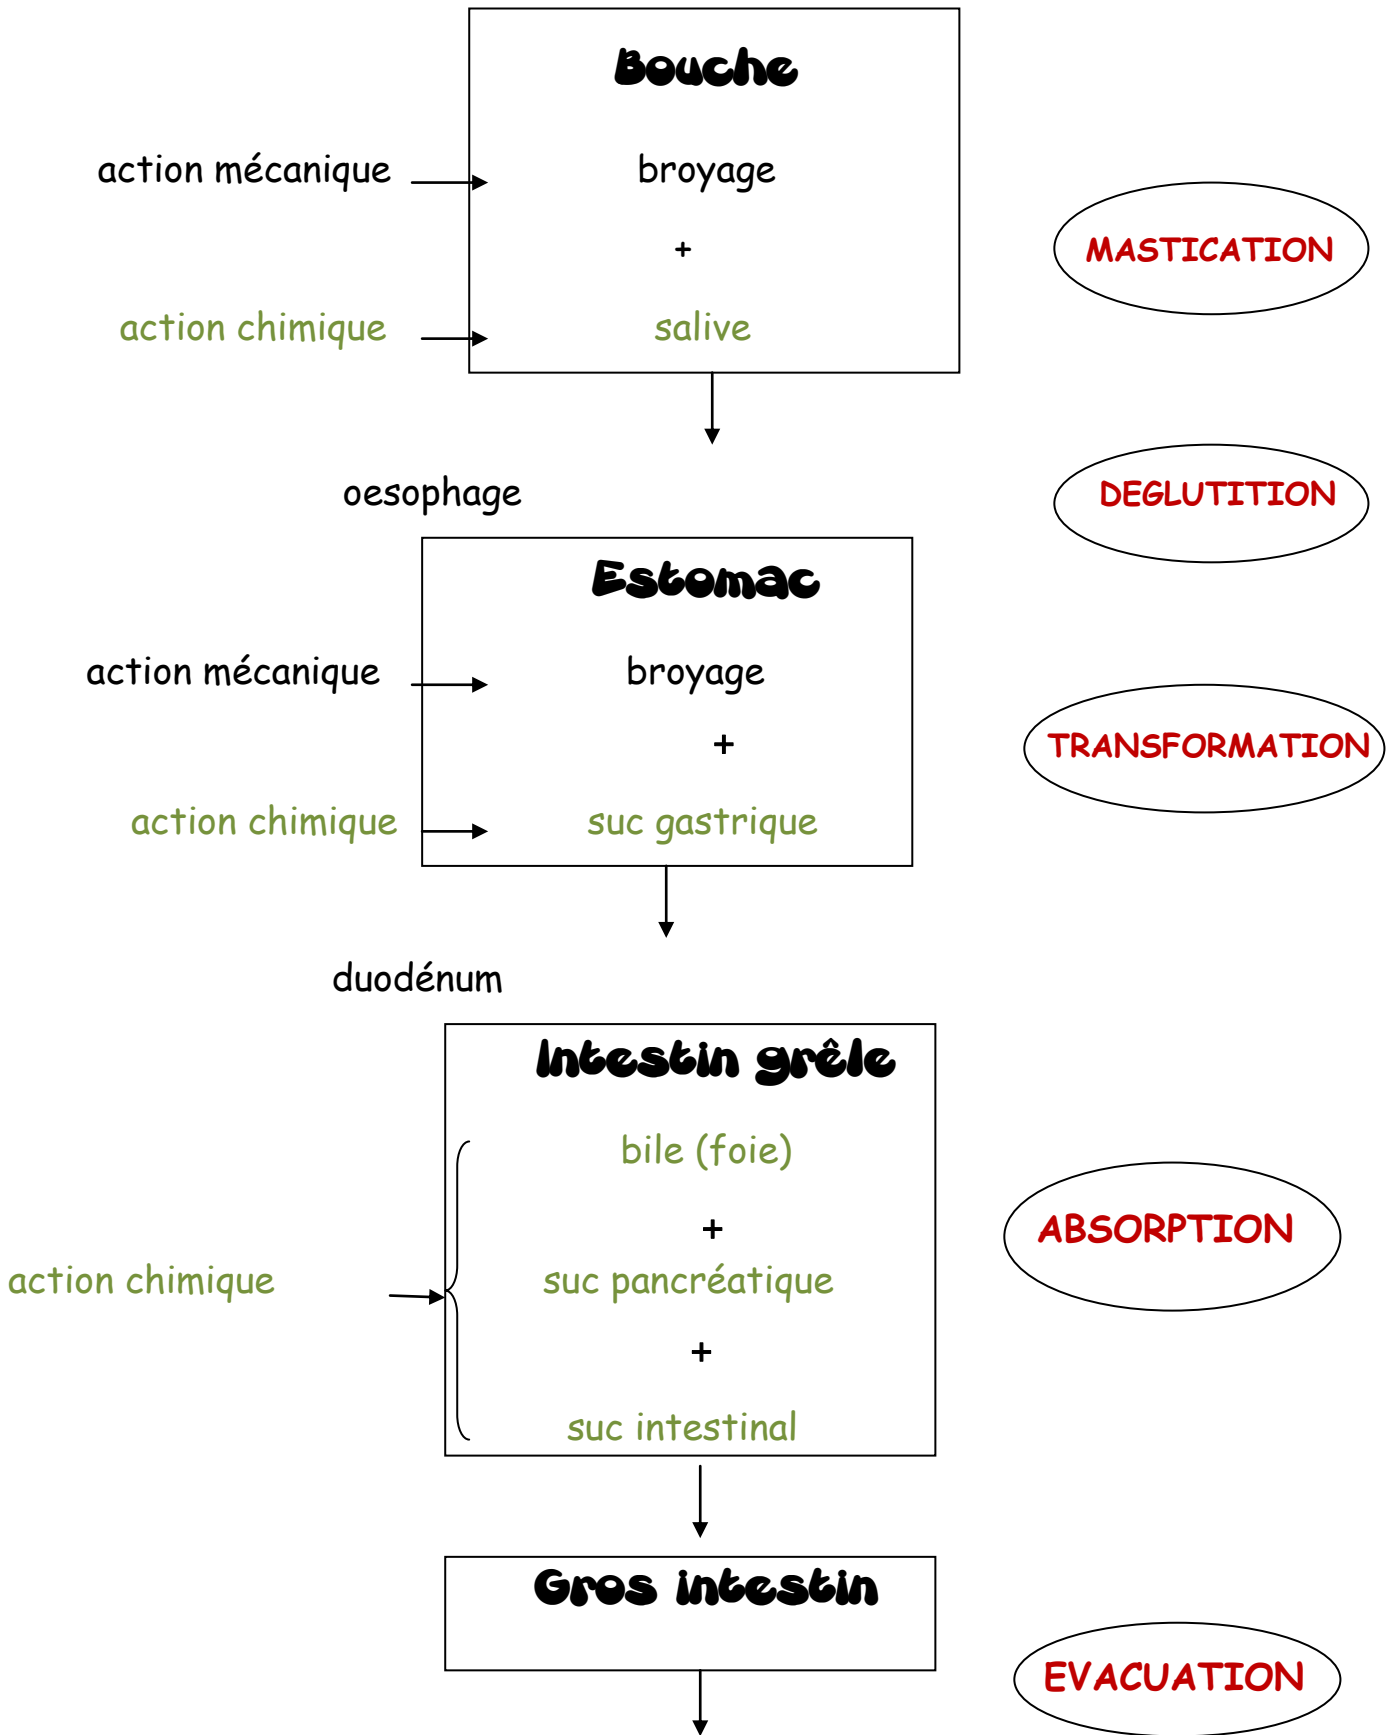 Bouche
action mécanique broyage
+
MASTICATION
action chimique salive
oesophage
DEGLUTITION
Estomac
action mécanique broyage
+
TRANSFORMATION
action chimique suc gastrique
duodénum
Intestin grêle
bile (foie)
+
ABSORPTION
action chimique suc pancréatique
+
suc intestinal
Gros intestin
EVACUATION